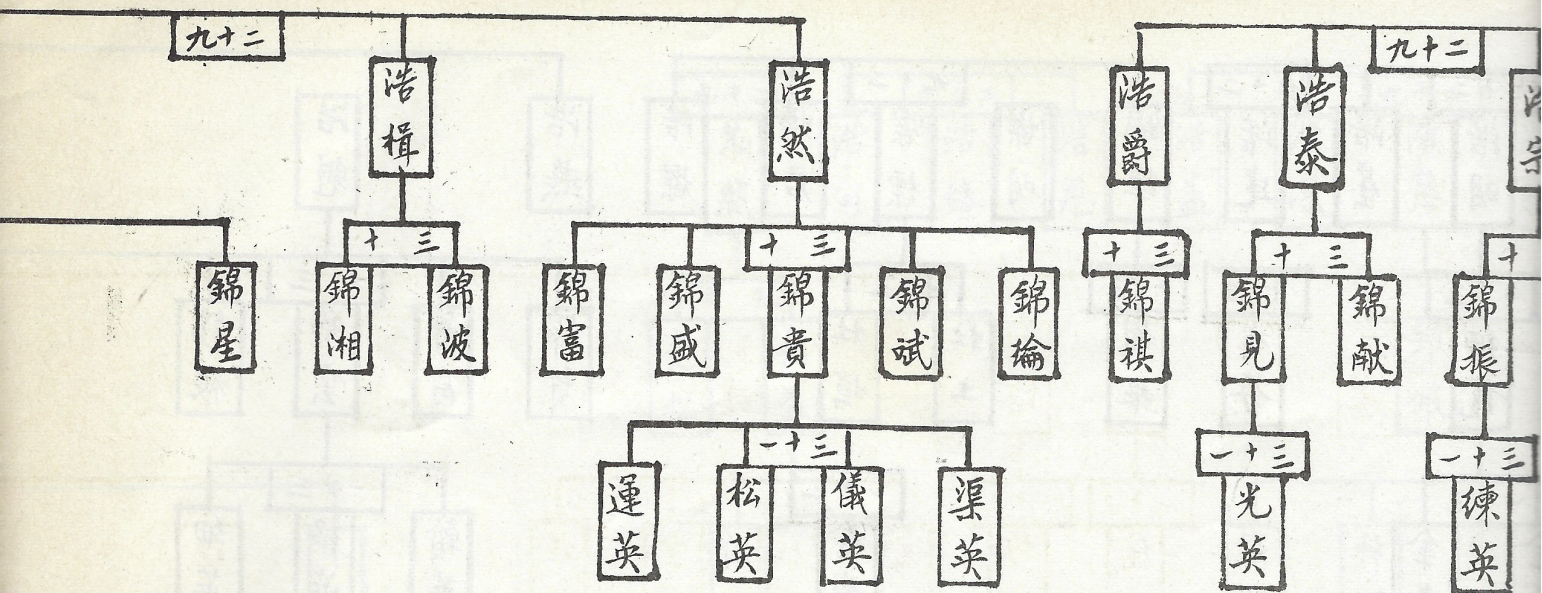 二十九
浩泰
浩爵
二十九
浩然
浩楫
三十
錦振
三十
錦献
錦見
三十
錦祺
三十
錦
錦斌
錦貴
錦盛
錦富
三十
錦波
錦湘
錦星
三十一
練英
三十一
光英
三十一
渠英
儀英
松英
運英